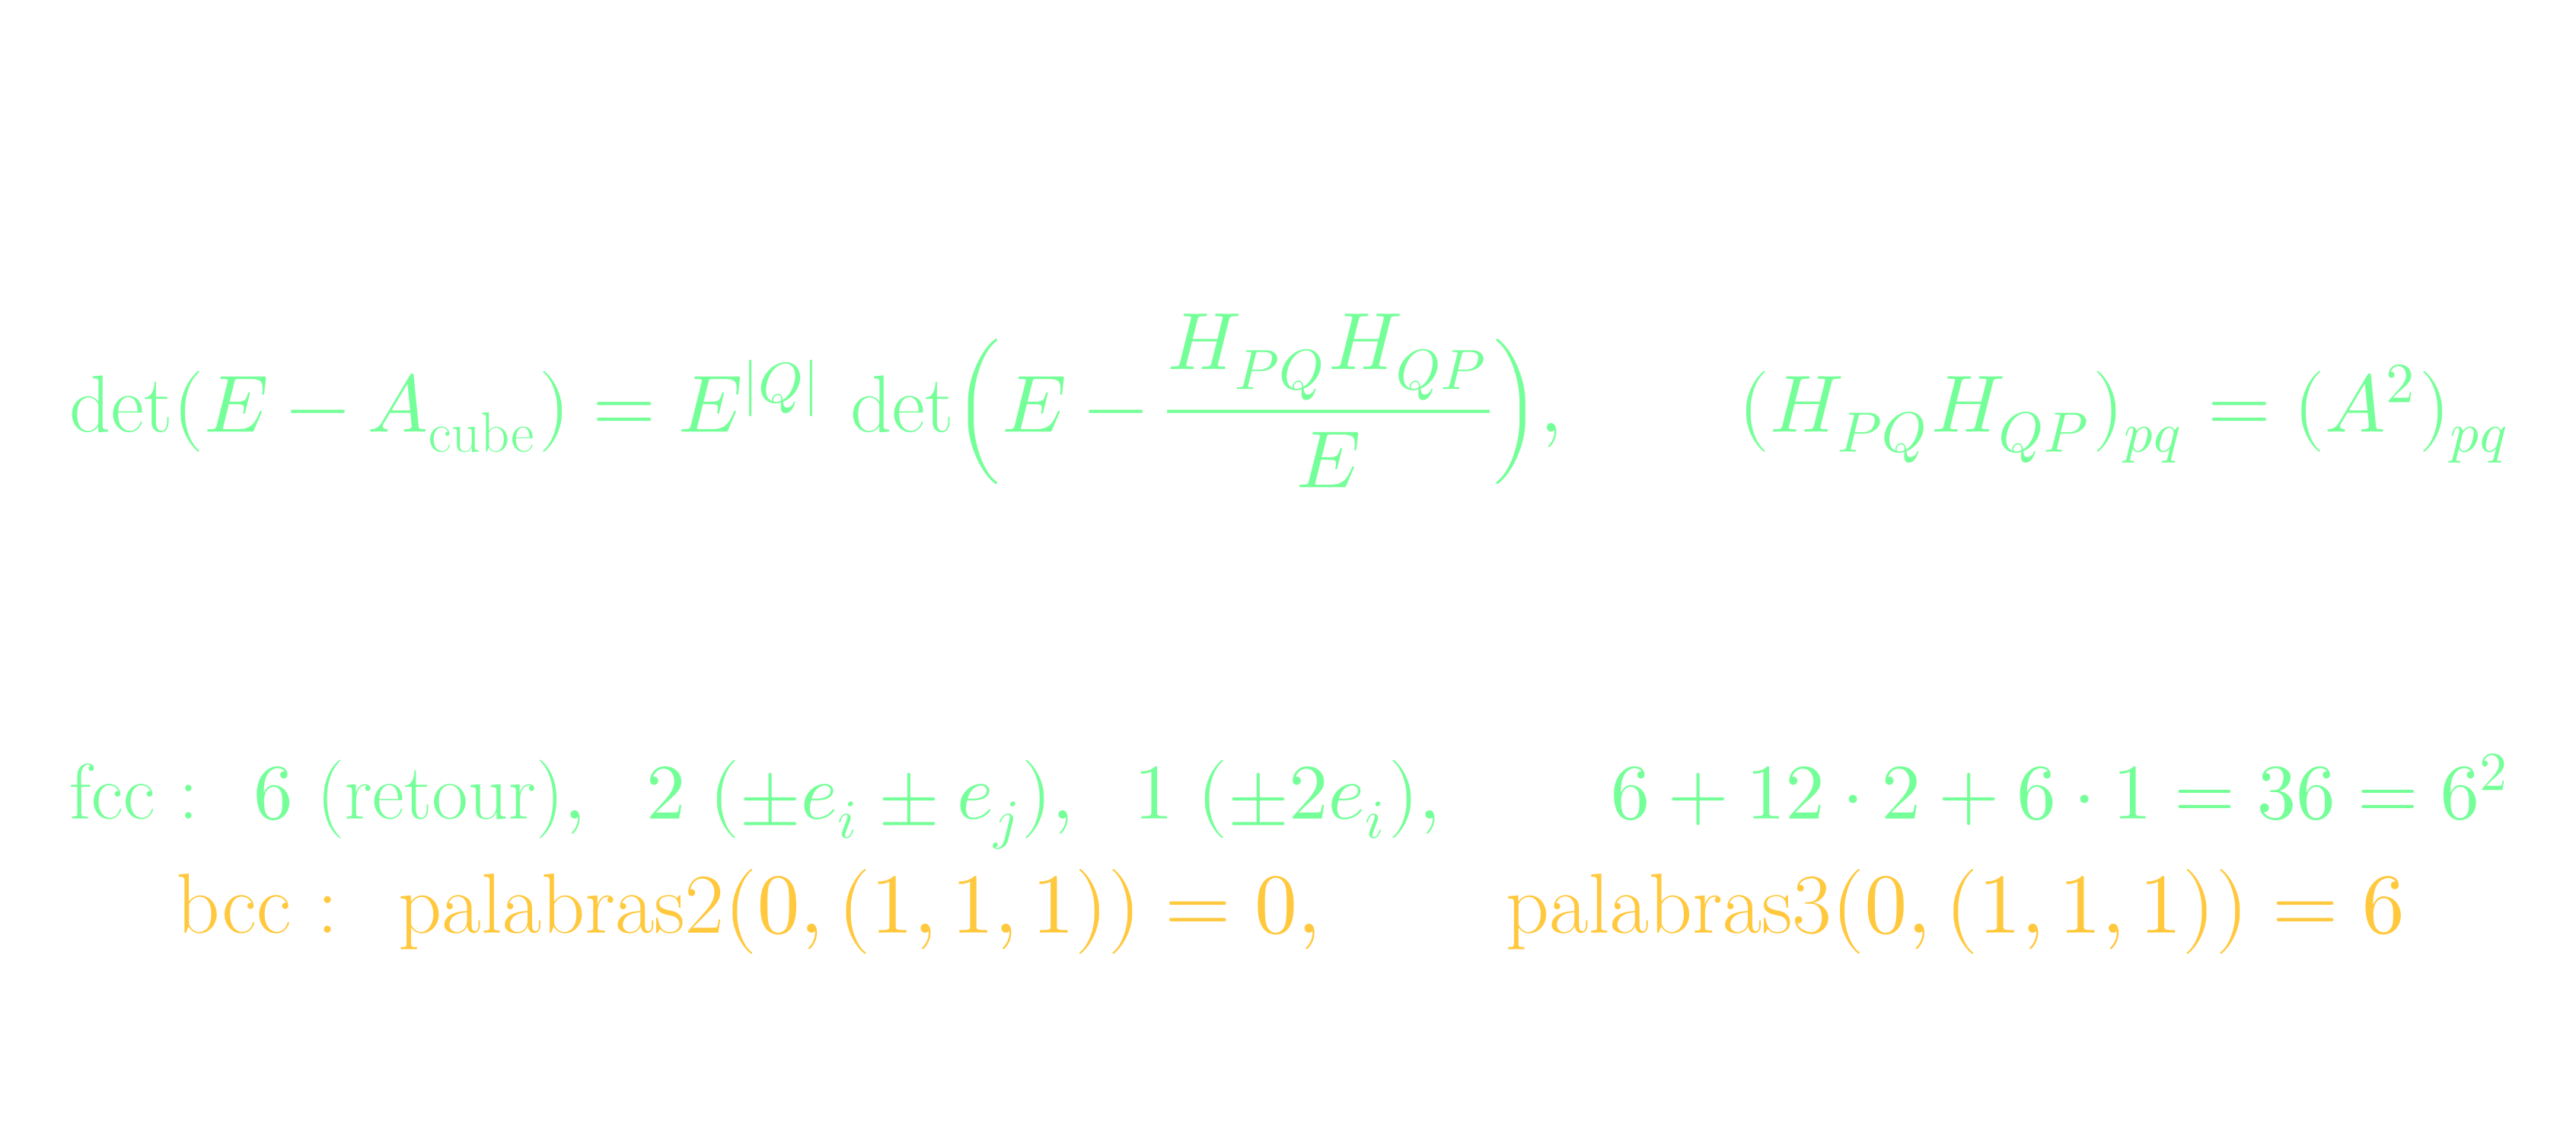 det(E − A_cube) = E^{|Q|} det(E − \frac{H_{PQ}H_{QP}}{E}), (H_{PQ}H_{QP})_{pq} = (A^2)_{pq}
fcc : 6 (retour), 2 (±e_i ± e_j), 1 (±2e_i), 6 + 12 · 2 + 6 · 1 = 36 = 6^2
bcc : palabras2(0, (1, 1, 1)) = 0, palabras3(0, (1, 1, 1)) = 6